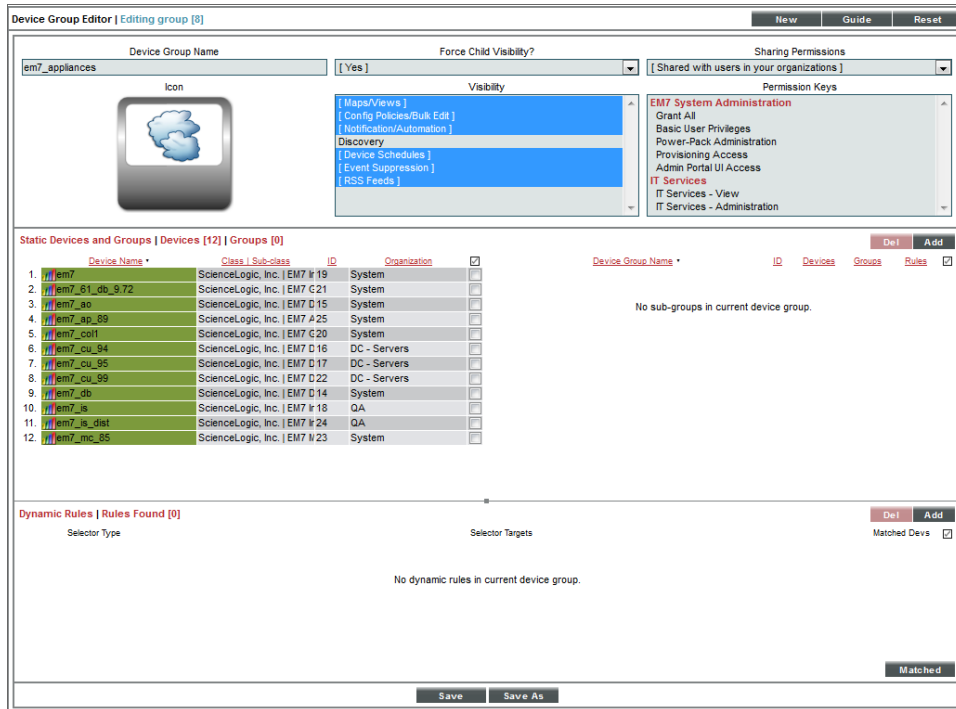 Device Group Editor | Editing group [8]
New
Guide
Reset
Device Group Name
Force Child Visibility?
Sharing Permissions
em7_appliances
[ Yes ]
[ Shared with users in your organizations ]
Icon
Visibility
Permission Keys
[ Maps/Views ]
[ Config Policies/Bulk Edit ]
[ Notification/Automation ]
Discovery
[ Device Schedules ]
[ Event Suppression ]
[ RSS Feeds ]
EM7 System Administration
Grant All
Basic User Privileges
Power-Pack Administration
Provisioning Access
Admin Portal UI Access
IT Services
IT Services - View
IT Services - Administration
Static Devices and Groups | Devices [12] | Groups [0]
Del
Add
Device Name Class | Sub-class ID Organization
1. em7 ScienceLogic, Inc. | EM7 Ir 19 System
2. em7_61_db_9.72 ScienceLogic, Inc. | EM7 G 21 System
3. em7_ao ScienceLogic, Inc. | EM7 D 15 System
4. em7_ap_89 ScienceLogic, Inc. | EM7 A 25 System
5. em7_col1 ScienceLogic, Inc. | EM7 G 20 System
6. em7_cu_94 ScienceLogic, Inc. | EM7 D 16 DC - Servers
7. em7_cu_95 ScienceLogic, Inc. | EM7 D 17 DC - Servers
8. em7_cu_99 ScienceLogic, Inc. | EM7 D 22 DC - Servers
9. em7_db ScienceLogic, Inc. | EM7 D 14 System
10. em7_is ScienceLogic, Inc. | EM7 Ir 18 QA
11. em7_is_dist ScienceLogic, Inc. | EM7 Ir 24 QA
12. em7_mc_85 ScienceLogic, Inc. | EM7 M 23 System
Device Group Name ID Devices Groups Rules
No sub-groups in current device group.
Dynamic Rules | Rules Found [0]
Del
Add
Selector Type
Selector Targets
Matched Devs
No dynamic rules in current device group.
Matched
Save
Save As